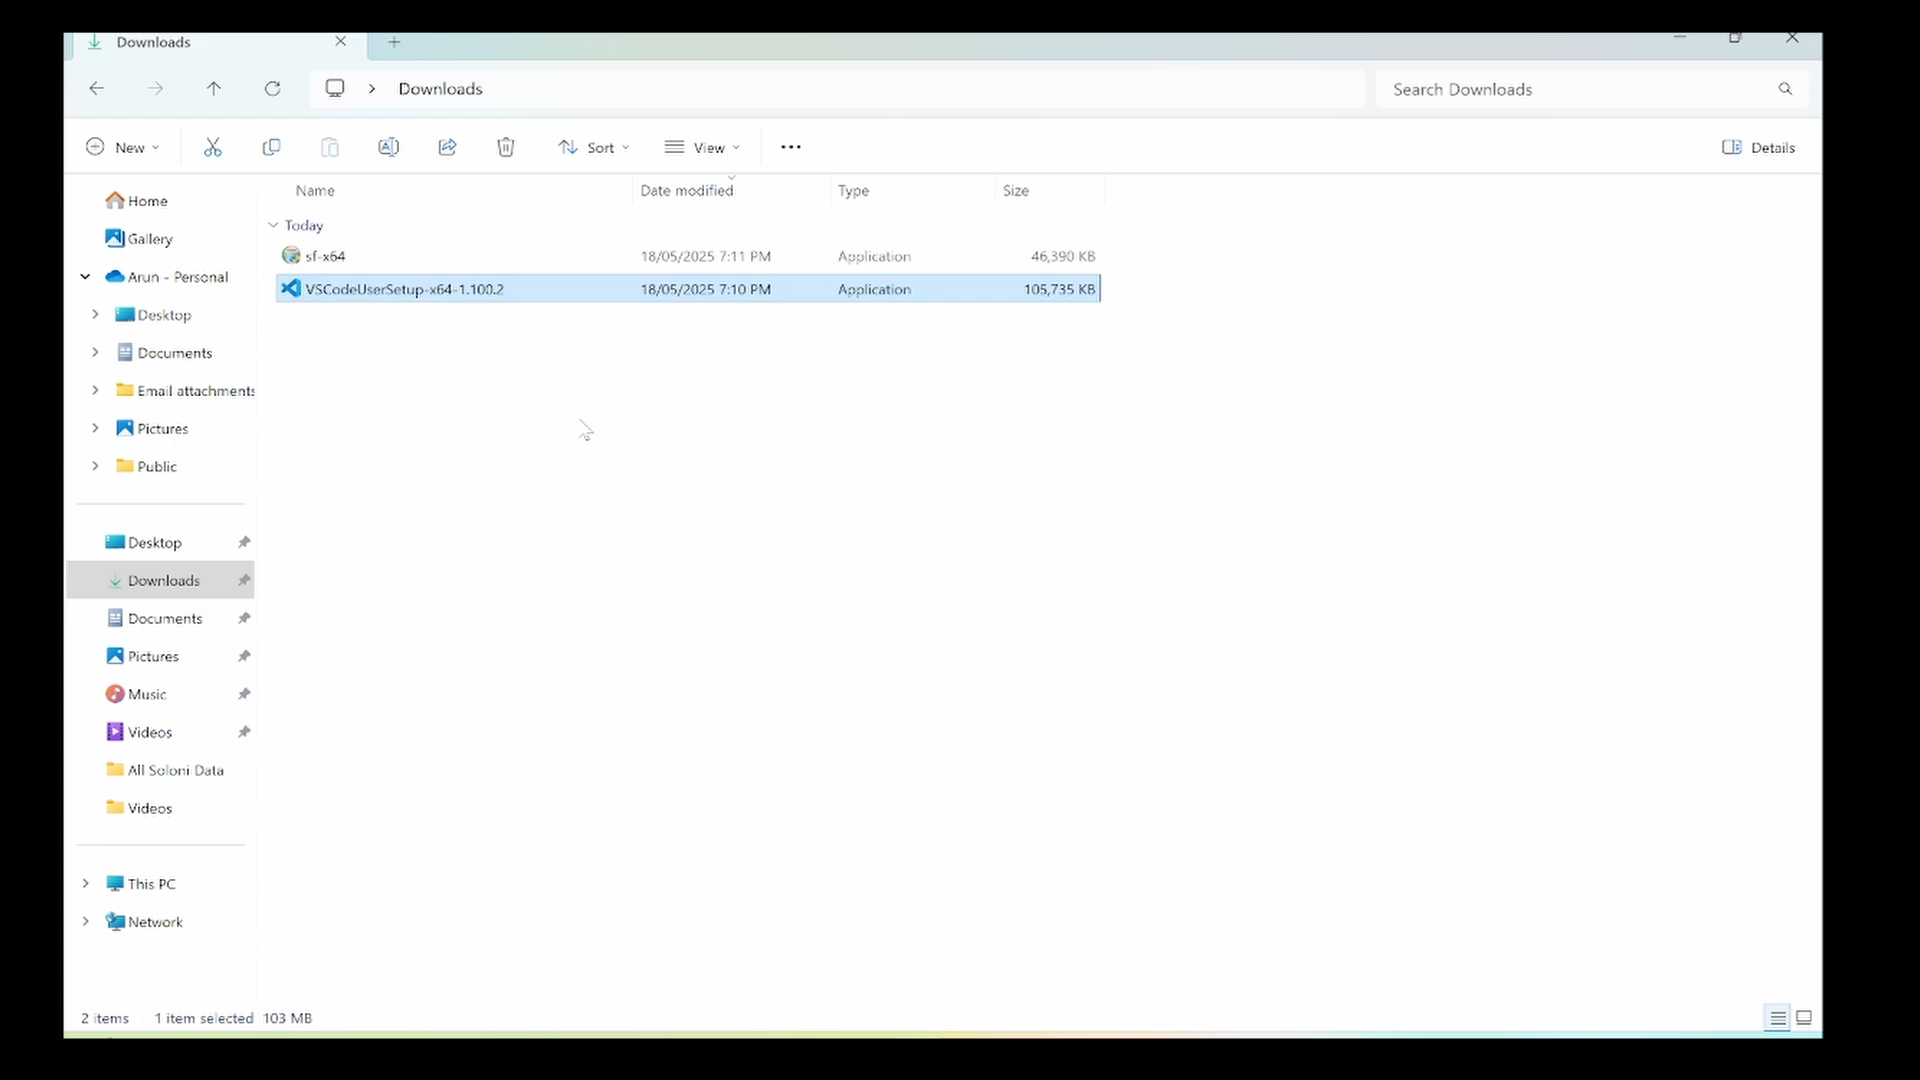 Downloads
Downloads
Search Downloads
New
Sort
View
Details
Name Date modified Type Size
Today
sf-x64 18/05/2025 7:11 PM Application 46,390 KB
VSCodeUserSetup-x64-1.100.2 18/05/2025 7:10 PM Application 105,735 KB
Home
Gallery
Arun - Personal
Desktop
Documents
Email attachments
Pictures
Public
Desktop
Downloads
Documents
Pictures
Music
Videos
All Soloni Data
Videos
This PC
Network
2 items 1 item selected 103 MB